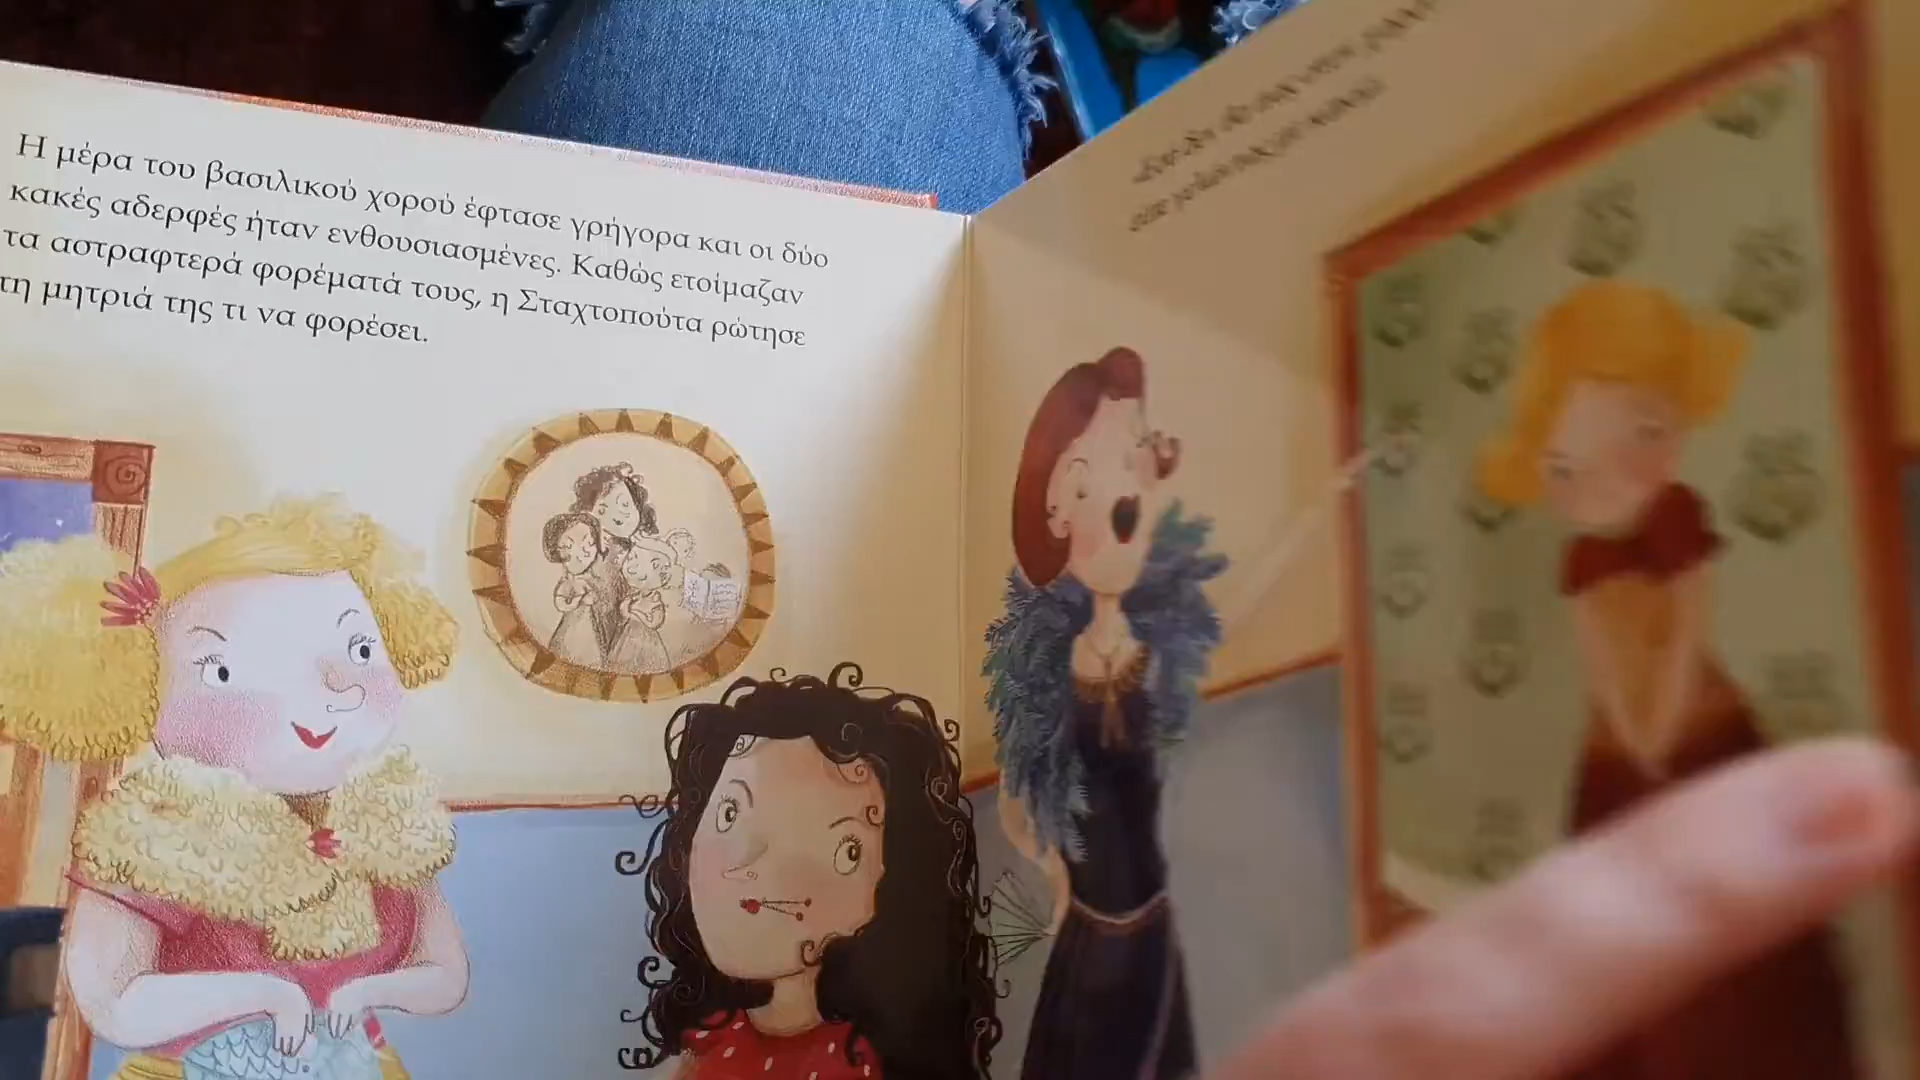 Η μέρα του βασιλικού χορού έφτασε γρήγορα και οι δύο
κακές αδερφές ήταν ενθουσιασμένες. Καθώς ετοίμαζαν
τα αστραφτερά φορέματά τους, η Σταχτοπούτα ρώτησε
τη μητριά της τι να φορέσει.